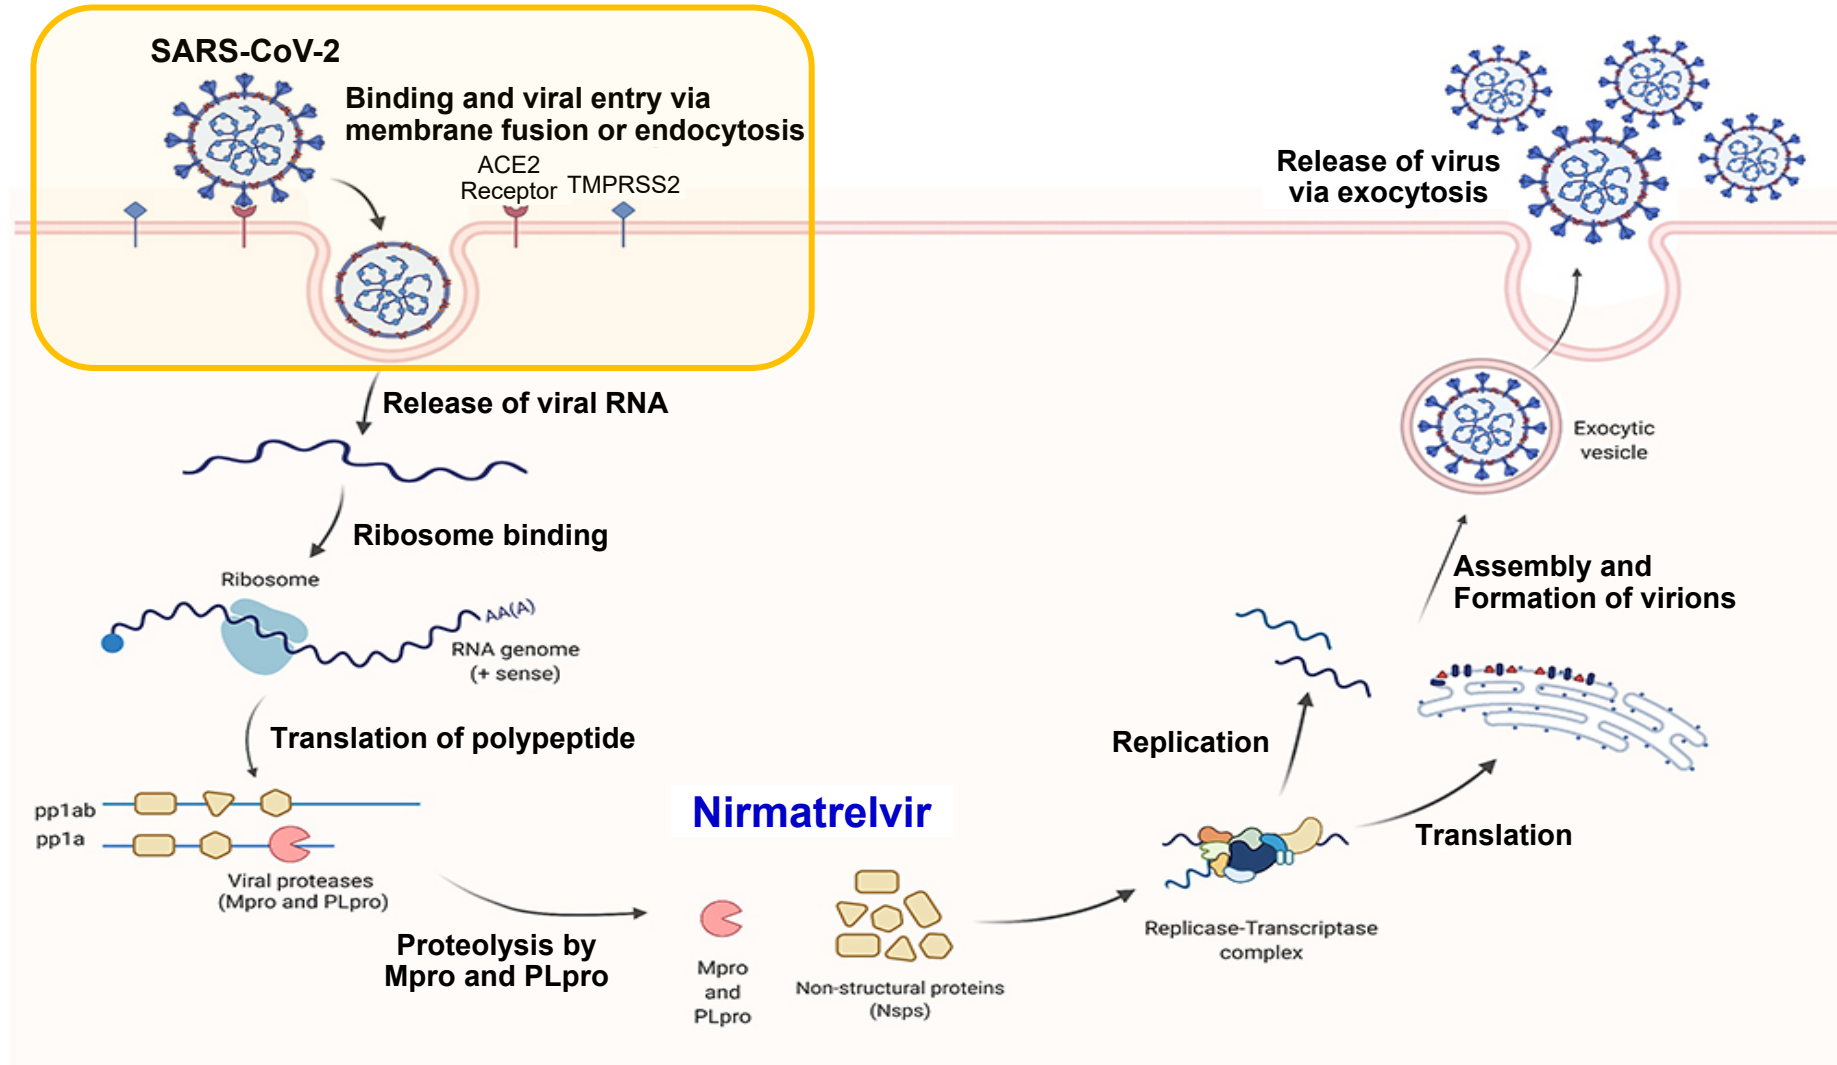 SARS-CoV-2
Binding and viral entry via
membrane fusion or endocytosis
ACE2
Receptor
TMPRSS2
Release of viral RNA
Ribosome binding
Ribosome
AA(A)
RNA genome
(+ sense)
Translation of polypeptide
pp1ab
pp1a
Viral proteases
(Mpro and PLpro)
Proteolysis by
Mpro and PLpro
Nirmatrelvir
Mpro
and
PLpro
Non-structural proteins
(Nsps)
Replicase-Transcriptase
complex
Replication
Translation
Assembly and
Formation of virions
Exocytic
vesicle
Release of virus
via exocytosis